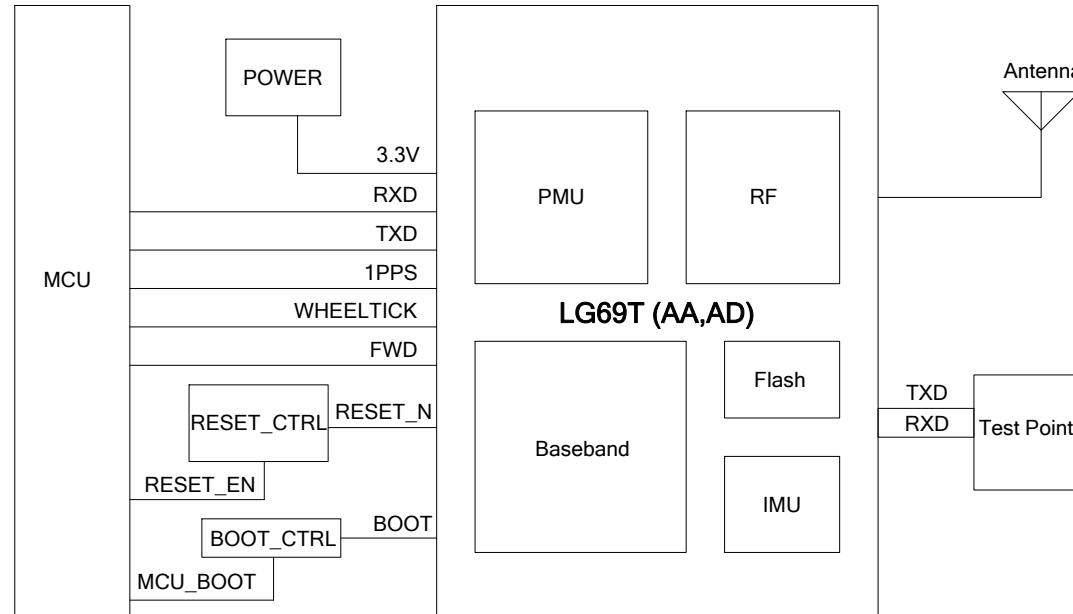 POWER
Antenna
3.3V
RXD
PMU
RF
TXD
MCU
1PPS
WHEELTICK
LG69T (AA,AD)
FWD
Flash
TXD
RESET_CTRL
RESET_N
RXD
Test Point
Baseband
RESET_EN
IMU
BOOT
BOOT_CTRL
MCU_BOOT